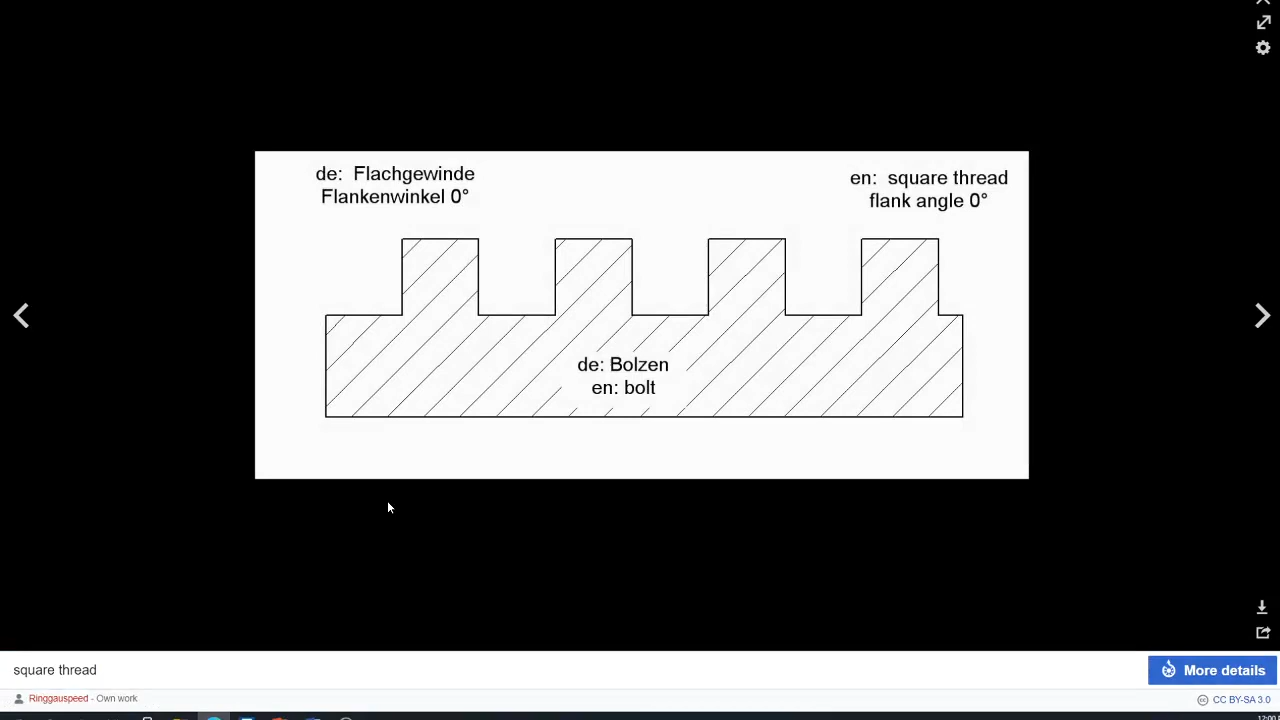 de:  Flachgewinde
Flankenwinkel 0°
en:  square thread
flank angle 0°
de: Bolzen
en: bolt
square thread
More details
Ringgauspeed - Own work
CC BY-SA 3.0